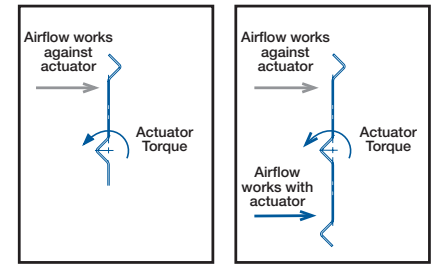 Airflow works
against
actuator
Actuator
Torque
Airflow works
against
actuator
Actuator
Torque
Airflow
works with
actuator